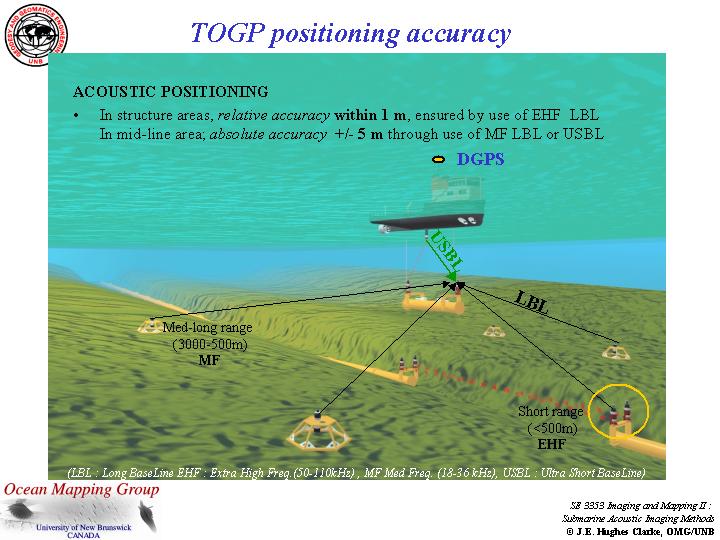 TOGP positioning accuracy
GEODESY AND GEOMATICS ENGINEERING
UNB
ACOUSTIC POSITIONING
• In structure areas, relative accuracy within 1 m, ensured by use of EHF LBL
In mid-line area; absolute accuracy +/- 5 m through use of MF LBL or USBL
DGPS
USBL
LBL
Med-long range
(3000-500m)
MF
Short range
(<500m)
EHF
(LBL : Long BaseLine EHF : Extra High Freq.(50-110kHz) , MF Med Freq. (18-36 kHz), USBL : Ultra Short BaseLine)
Ocean Mapping Group
University of New Brunswick
CANADA
SE 3353 Imaging and Mapping II :
Submarine Acoustic Imaging Methods
© J.E. Hughes Clarke, OMG/UNB